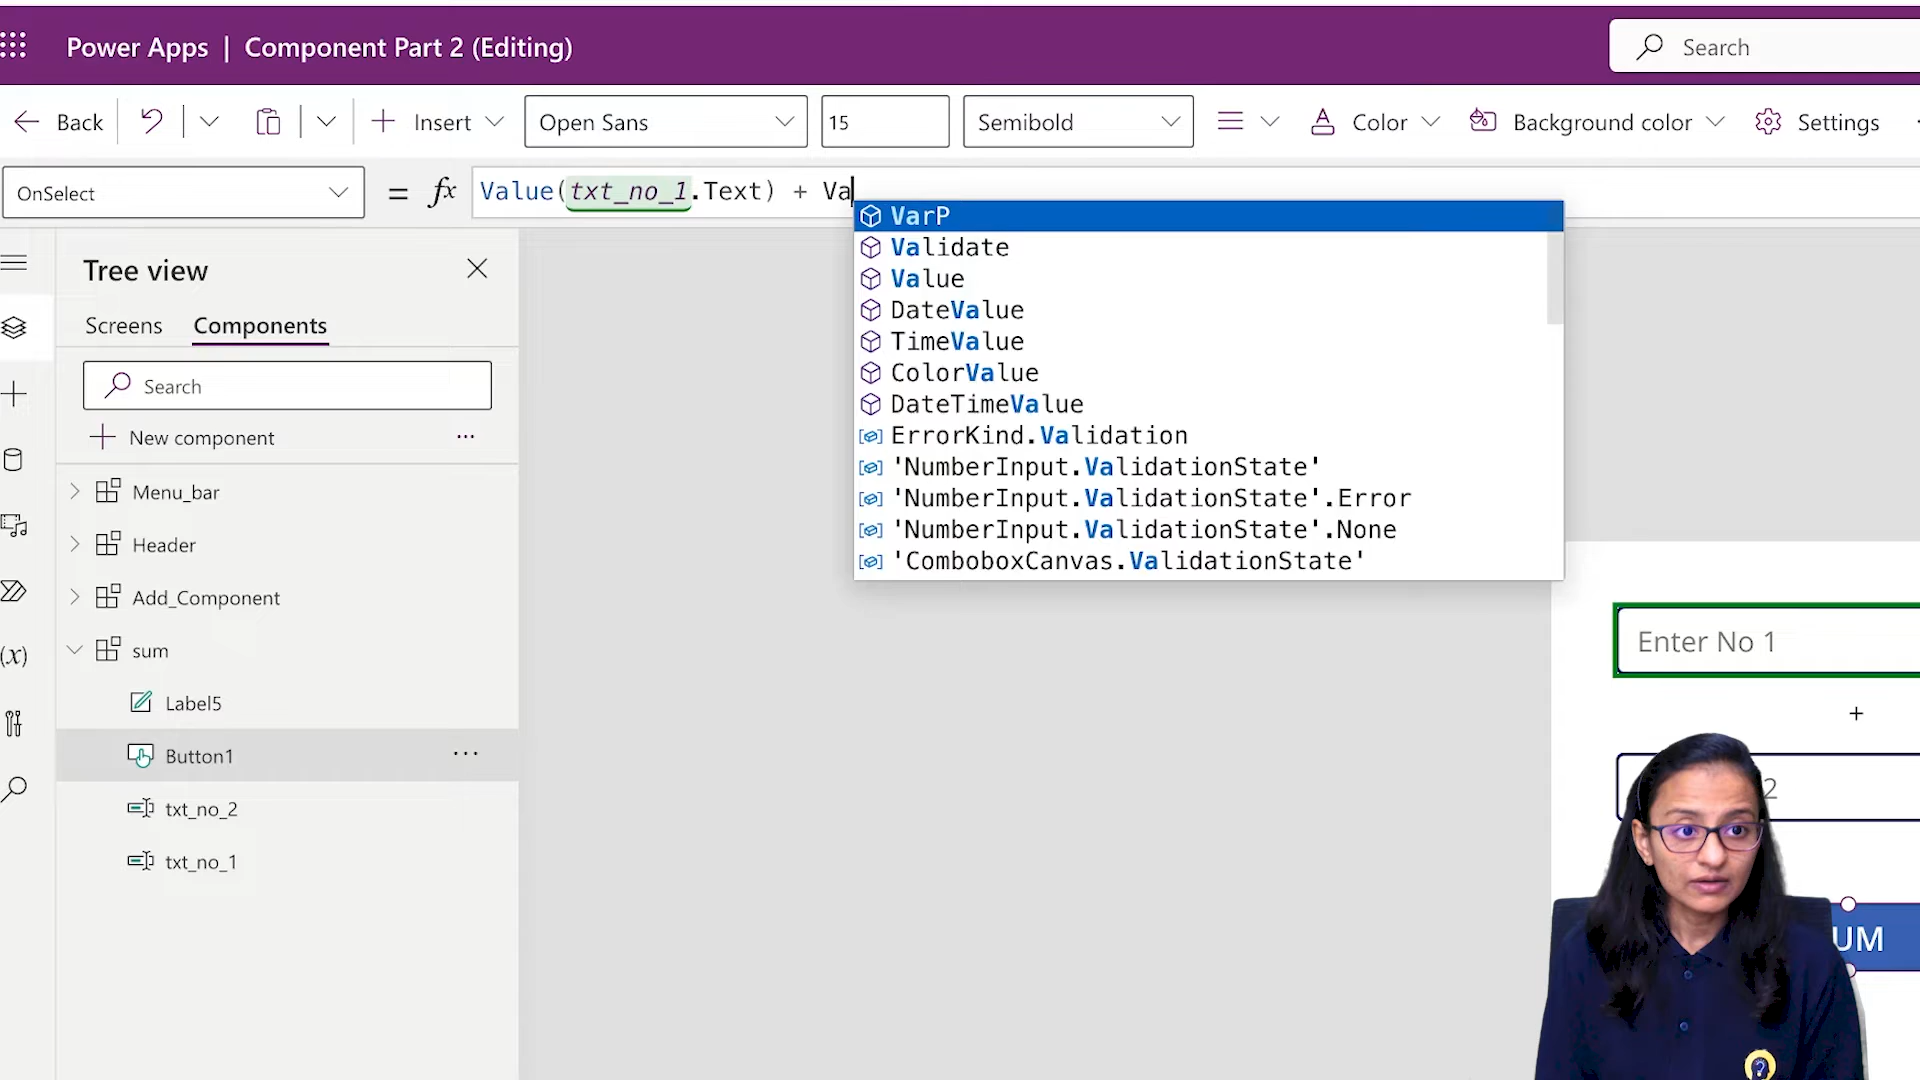 Power Apps | Component Part 2 (Editing)
Search
Back
Insert
Open Sans
15
Semibold
Color
Background color
Settings
OnSelect
= fx Value(txt_no_1.Text) + Va
VarP
Validate
Value
DateValue
TimeValue
ColorValue
DateTimeValue
ErrorKind.Validation
'NumberInput.ValidationState'
'NumberInput.ValidationState'.Error
'NumberInput.ValidationState'.None
'ComboboxCanvas.ValidationState'
Tree view
Screens Components
Search
New component
Menu_bar
Header
Add_Component
sum
Label5
Button1
txt_no_2
txt_no_1
Enter No 1
+
2
UM